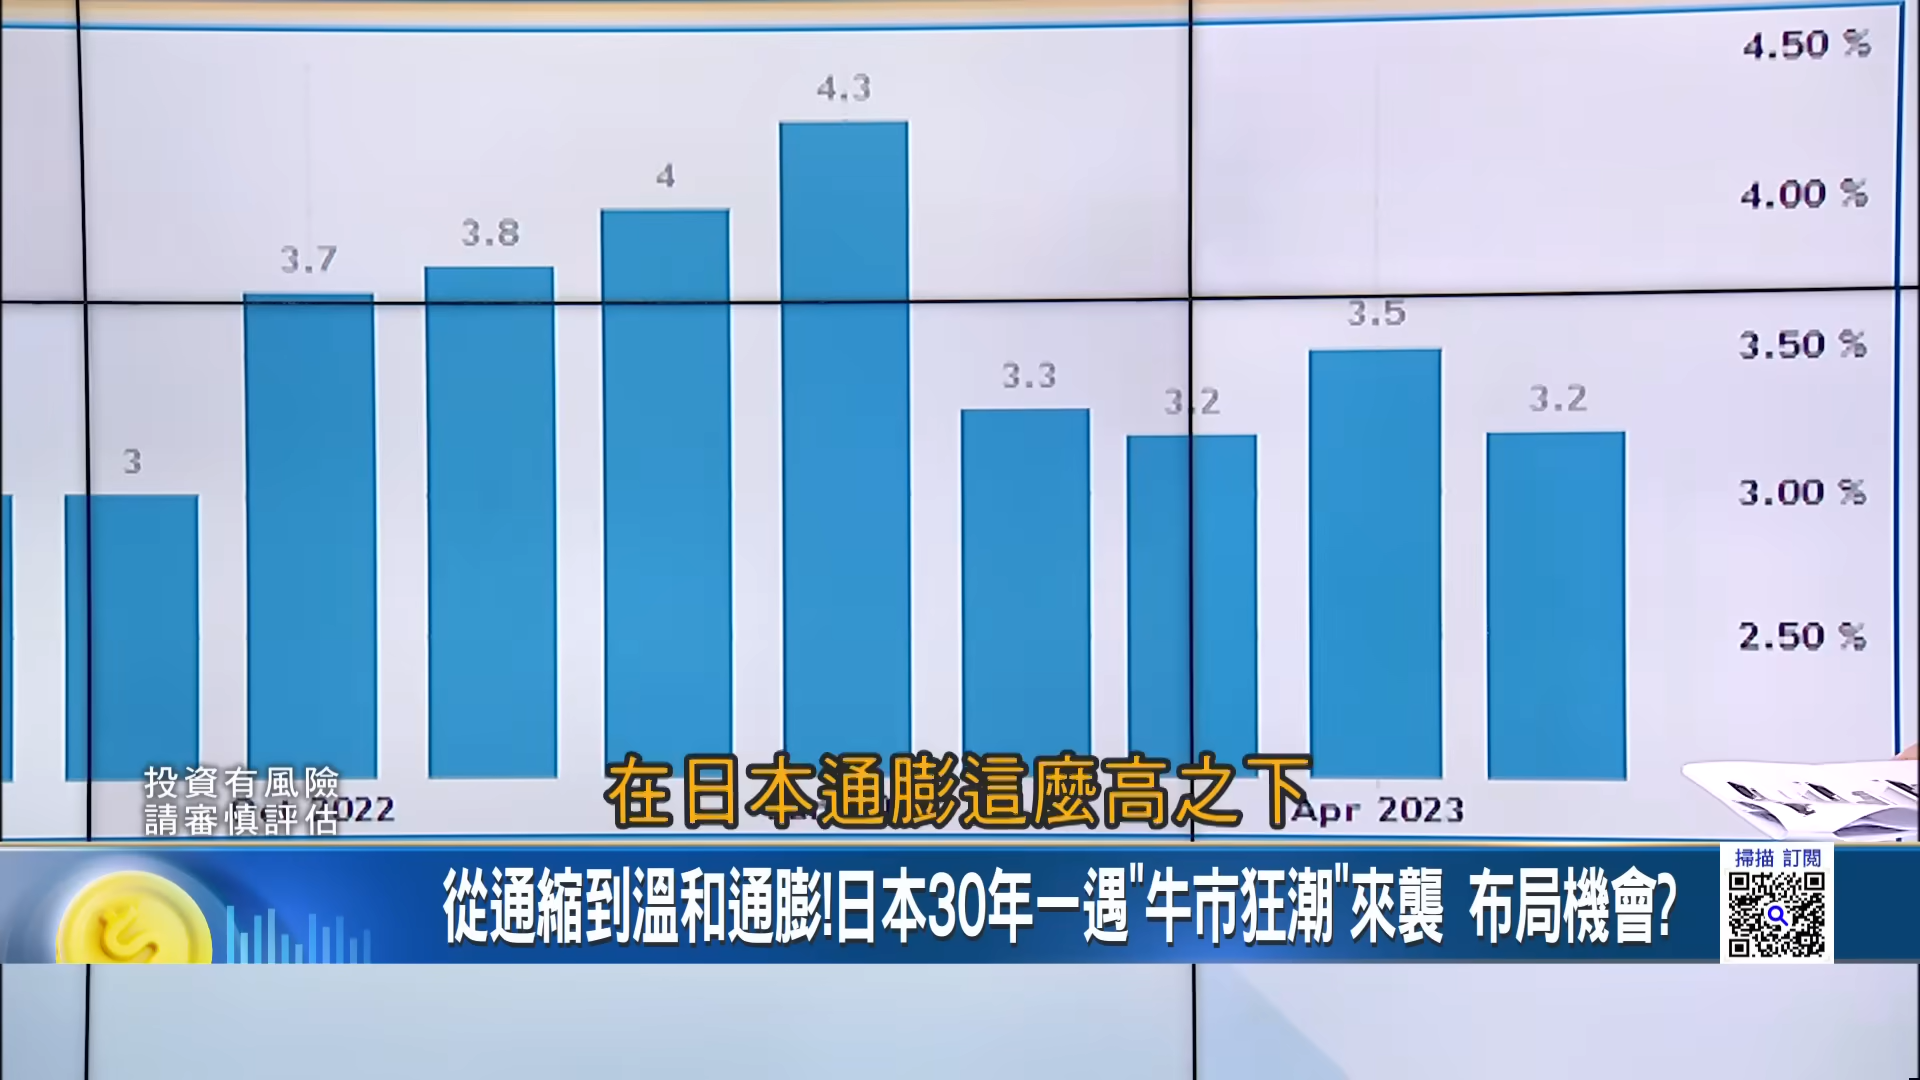 4.50 %
4.3
4.00 %
4
3.8
3.7
3.5
3.50 %
3.3
3.2
3.2
3
3.00 %
2.50 %
投資有風險
請審慎評估
2022
在日本通膨這麼高之下
Apr 2023
從通縮到溫和通膨!日本30年一遇"牛市狂潮"來襲 布局機會?
掃描 訂閱